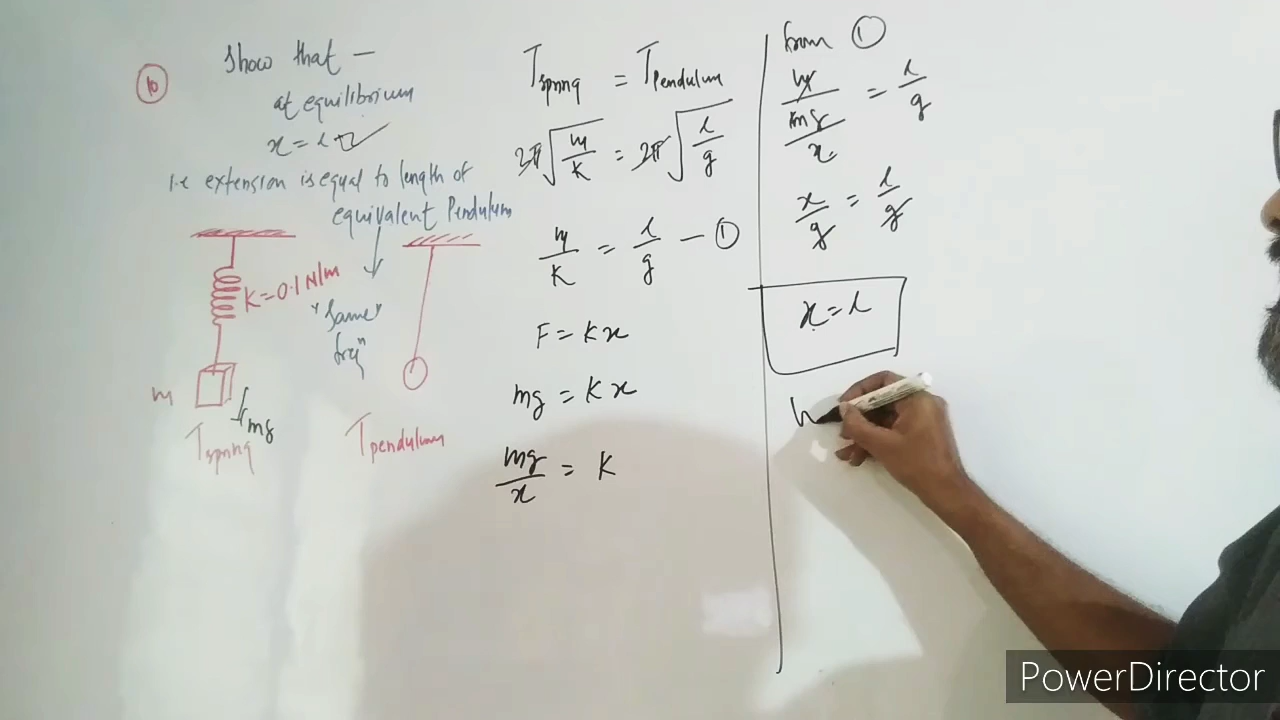 10
Show that —
at equilibrium
x = l
i.e extension is equal to length of
equivalent Pendulum
K = 0.1 N/m
"Same"
freqⁿ
m
mg
T spring
T pendulum
T spring = T Pendulum
2π√(m/K) = 2π√(l/g)
m/K = l/g — ①
F = Kx
mg = Kx
mg/x = K
from ①
m/(mg/x) = l/g
x/g = l/g
x = l
PowerDirector